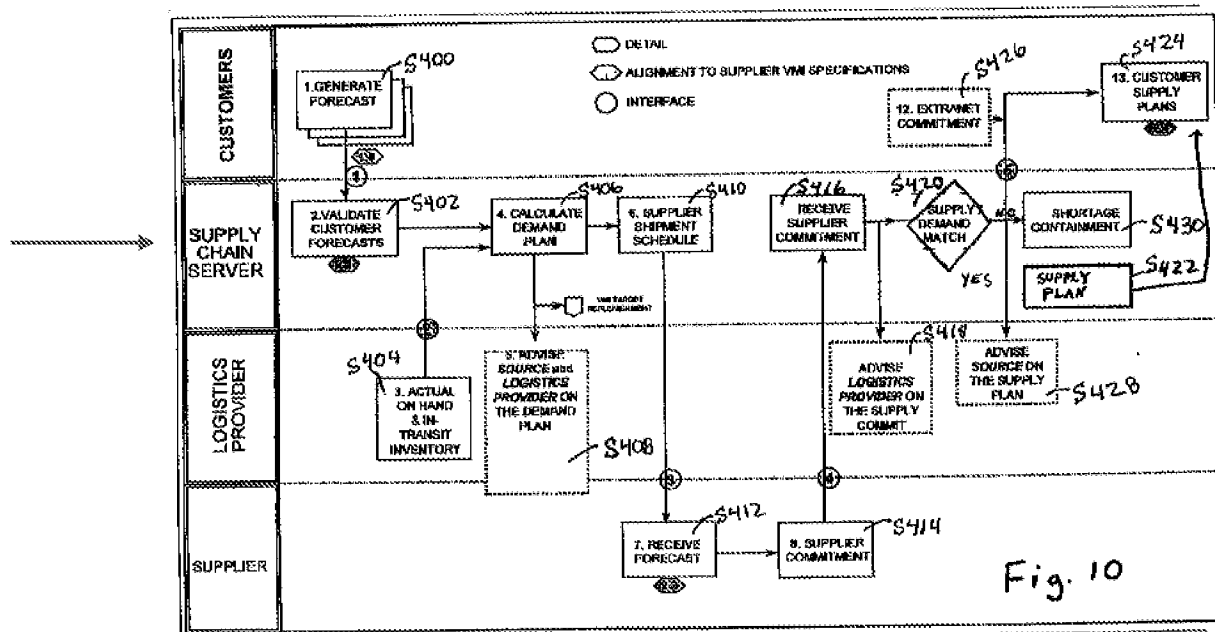 CUSTOMERS
SUPPLY
CHAIN
SERVER
LOGISTICS
PROVIDER
SUPPLIER
DETAIL
ALIGNMENT TO SUPPLIER VMI SPECIFICATIONS
INTERFACE
1. GENERATE
FORECAST
S400
12. EXTRANET
COMMITMENT
S426
13. CUSTOMER
SUPPLY
PLANS
S424
2. VALIDATE
CUSTOMER
FORECASTS
S402
4. CALCULATE
DEMAND
PLAN
S406
6. SUPPLIER
SHIPMENT
SCHEDULE
S410
RECEIVE
SUPPLIER
COMMITMENT
S416
SUPPLY
DEMAND
MATCH
S420
NO
YES
SHORTAGE
CONTAINMENT
S430
SUPPLY
PLAN
S422
VMI TARGET
REPLENISHMENT
3. ACTUAL
ON HAND
& IN-
TRANSIT
INVENTORY
S404
5. ADVISE
SOURCE and
LOGISTICS
PROVIDER ON
THE DEMAND
PLAN
S408
ADVISE
LOGISTICS
PROVIDER ON
THE SUPPLY
COMMIT
S418
ADVISE
SOURCE ON
THE SUPPLY
PLAN
S428
7. RECEIVE
FORECAST
S412
8. SUPPLIER
COMMITMENT
S414
3
4
Fig. 10